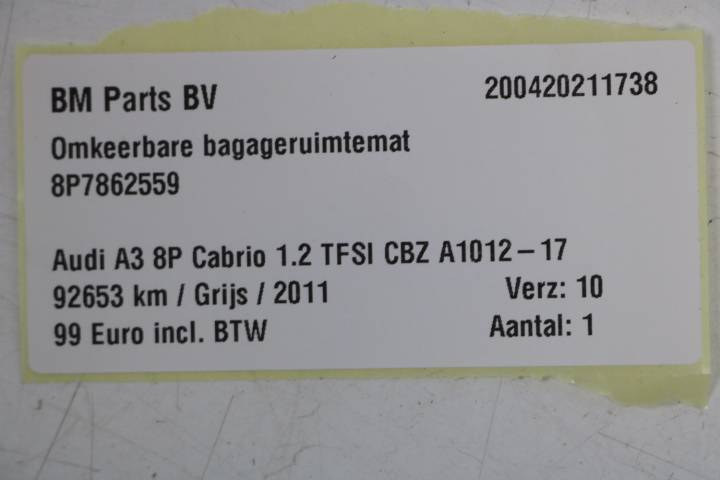 BM Parts BV 200420211738
Omkeerbare bagageruimtemat
8P7862559
Audi A3 8P Cabrio 1.2 TFSI CBZ A1012-17
92653 km / Grijs / 2011 Verz: 10
99 Euro incl. BTW Aantal: 1